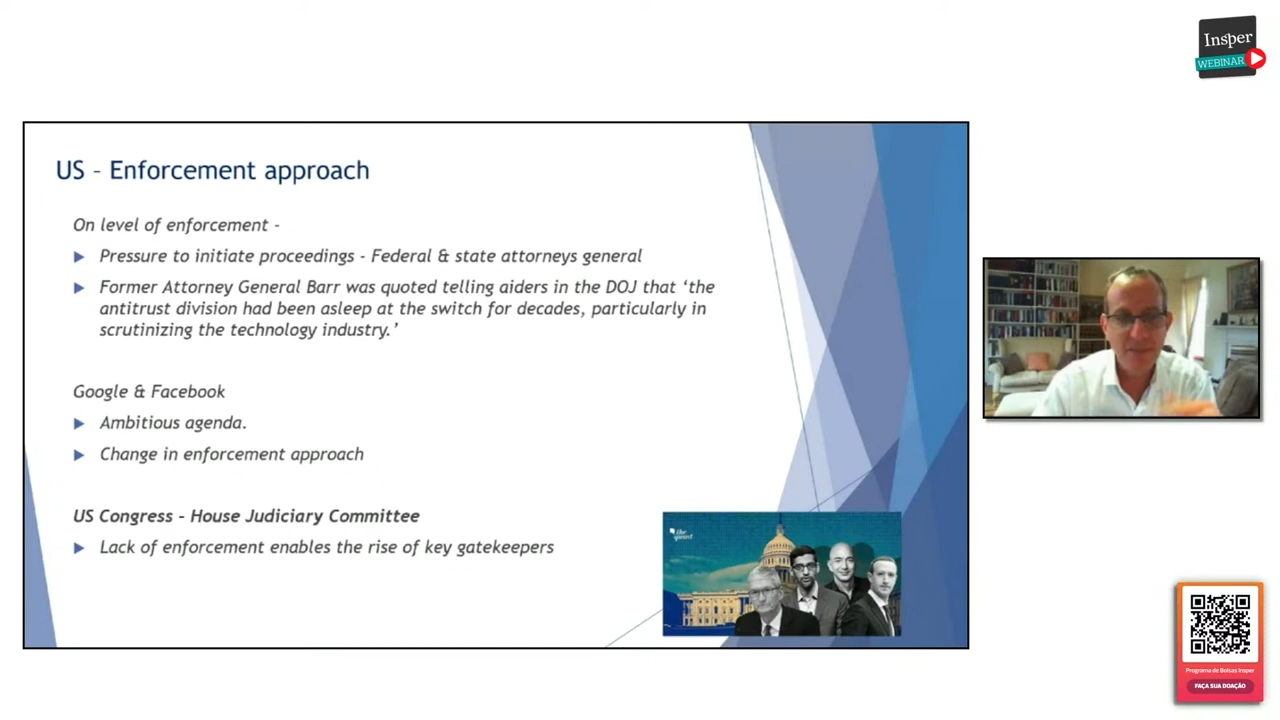 Insper
WEBINAR
US – Enforcement approach
On level of enforcement -
Pressure to initiate proceedings - Federal & state attorneys general
Former Attorney General Barr was quoted telling aiders in the DOJ that ‘the
antitrust division had been asleep at the switch for decades, particularly in
scrutinizing the technology industry.’
Google & Facebook
Ambitious agenda.
Change in enforcement approach
US Congress – House Judiciary Committee
Lack of enforcement enables the rise of key gatekeepers
the
quint
Programa de Bolsas Insper
FAÇA SUA DOAÇÃO